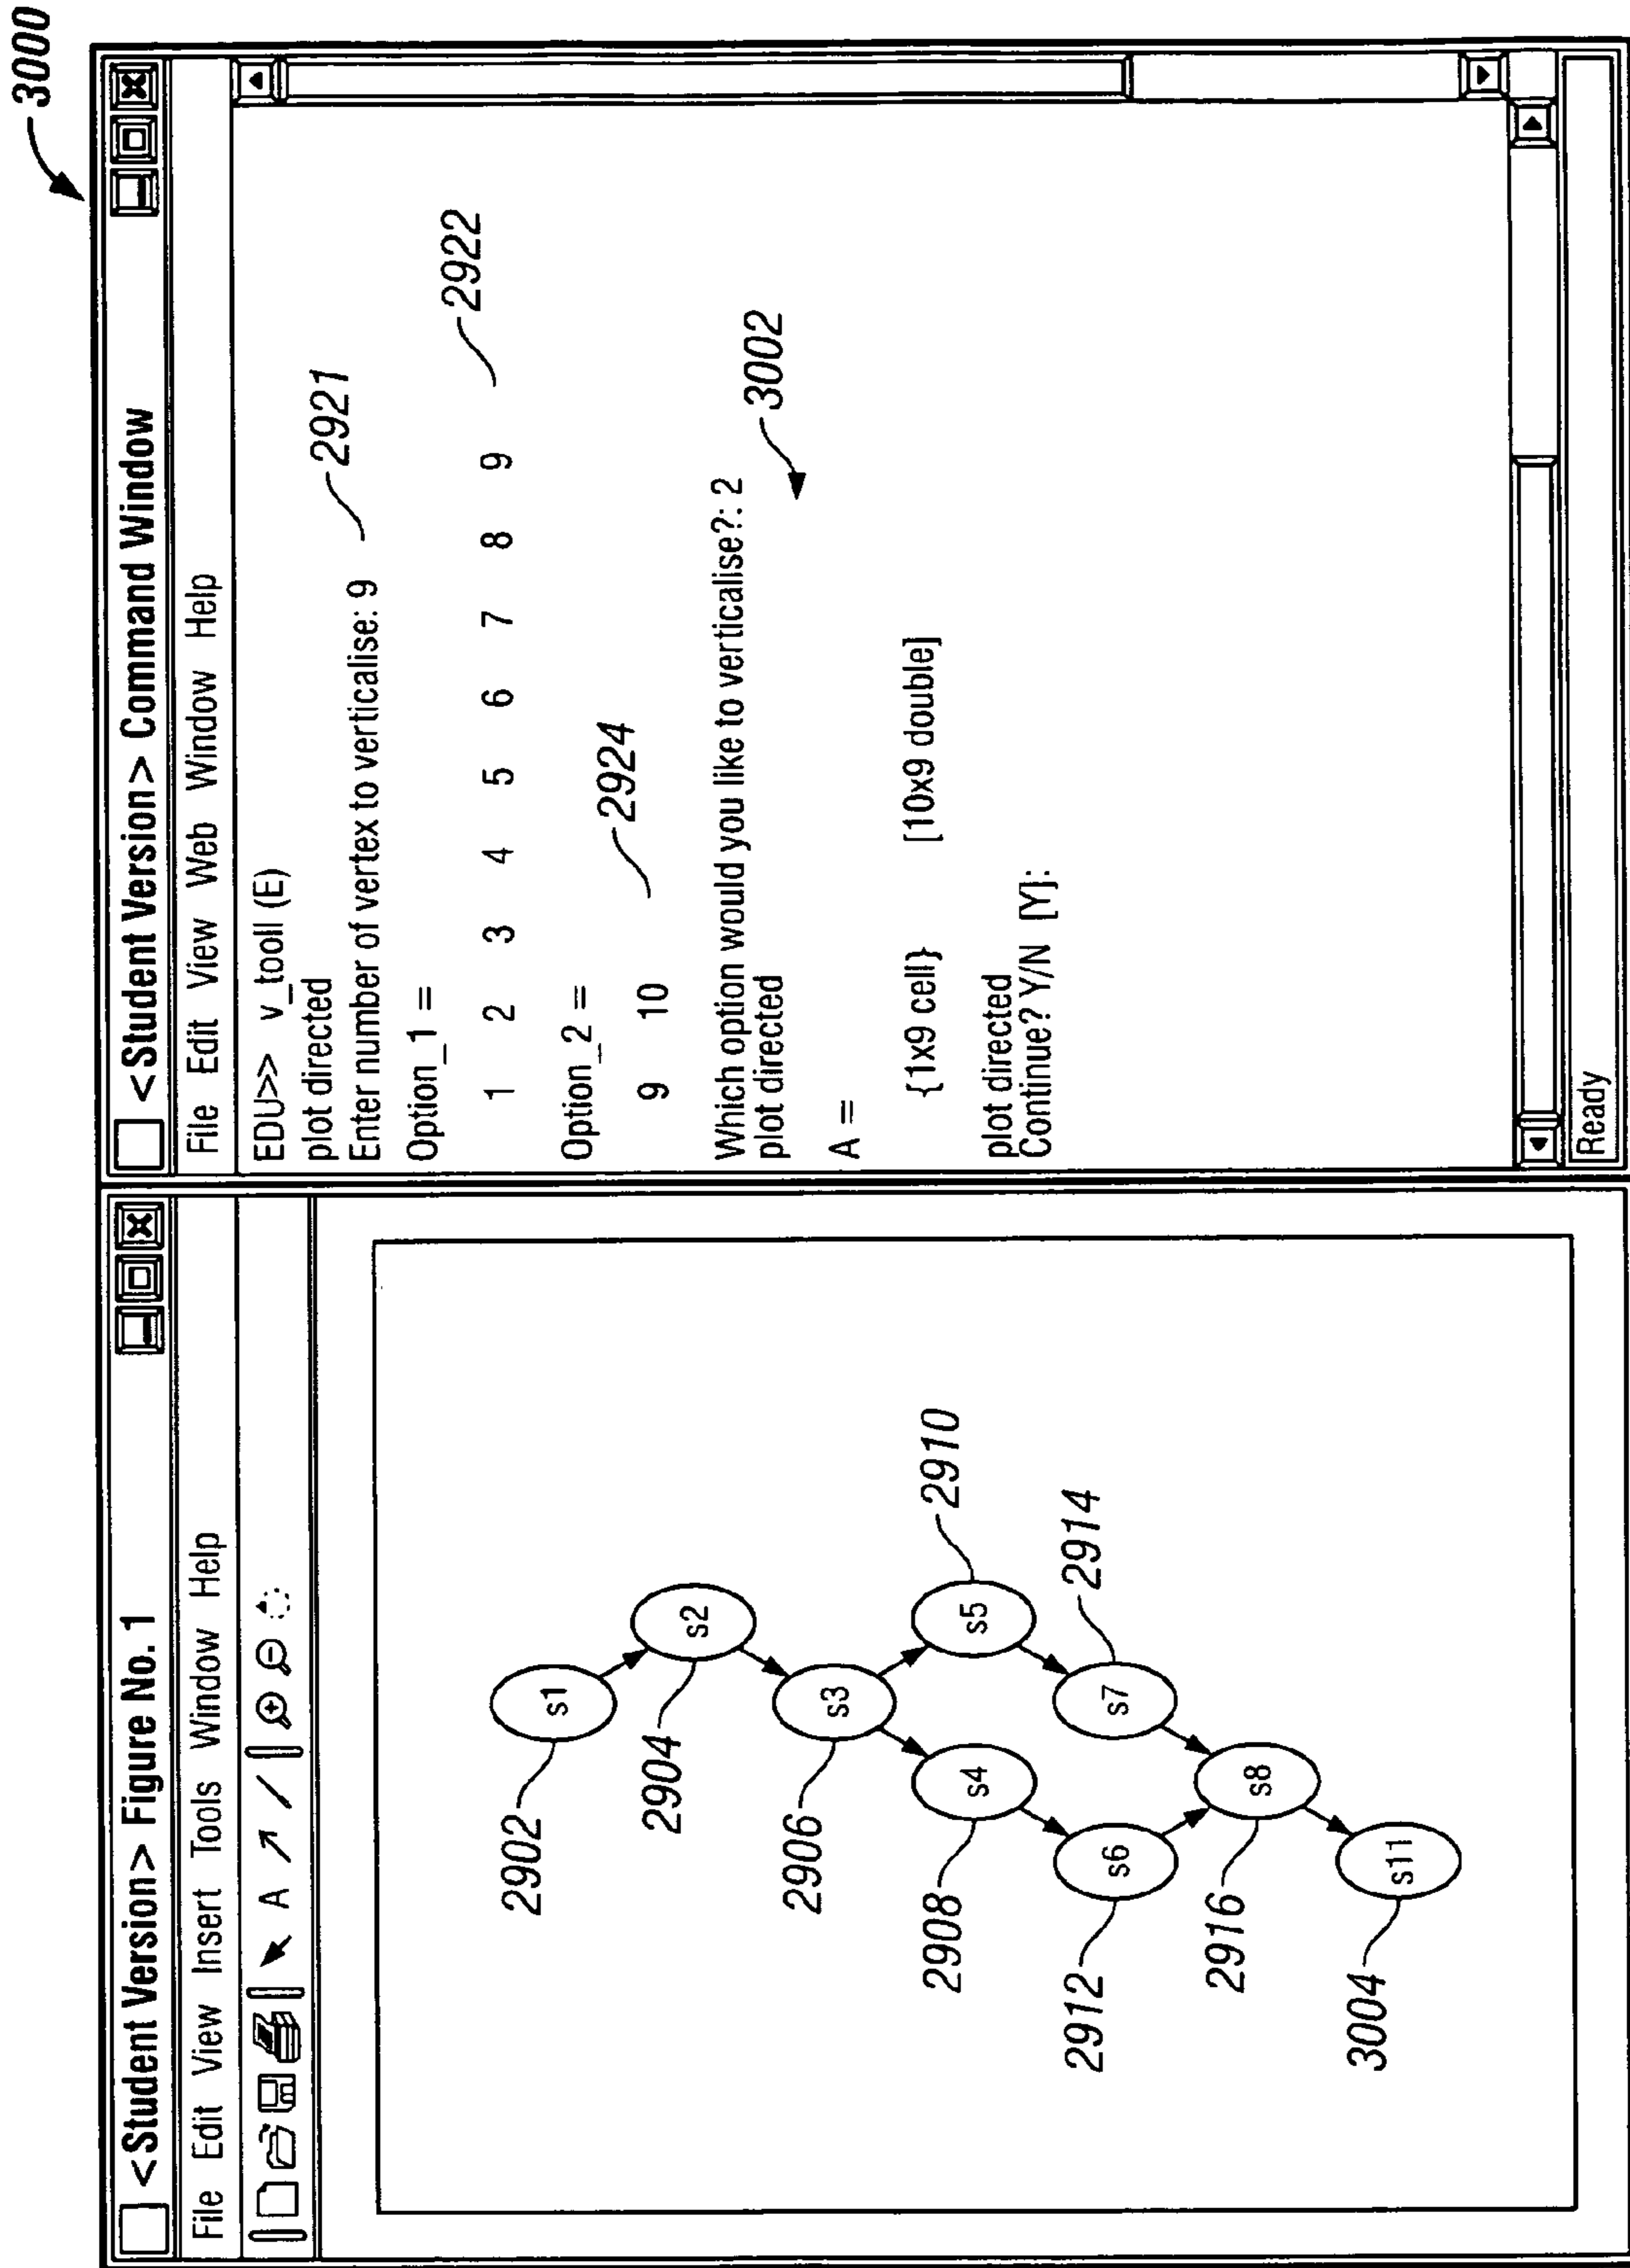 3000
<Student Version> Figure No. 1
File Edit View Insert Tools Window Help
A
s1
2902
s2
2904
s3
2906
s4
2908
s5
2910
s6
2912
s7
2914
s8
2916
s11
3004
<Student Version> Command Window
File Edit View Web Window Help
EDU>> v_tooll (E)
plot directed
Enter number of vertex to verticalise: 9
2921
Option_1 =
1 2 3 4 5 6 7 8 9
2922
Option_2 =
9 10
2924
Which option would you like to verticalise?: 2
plot directed
3002
A =
{1x9 cell} [10x9 double]
plot directed
Continue? Y/N [Y]:
Ready